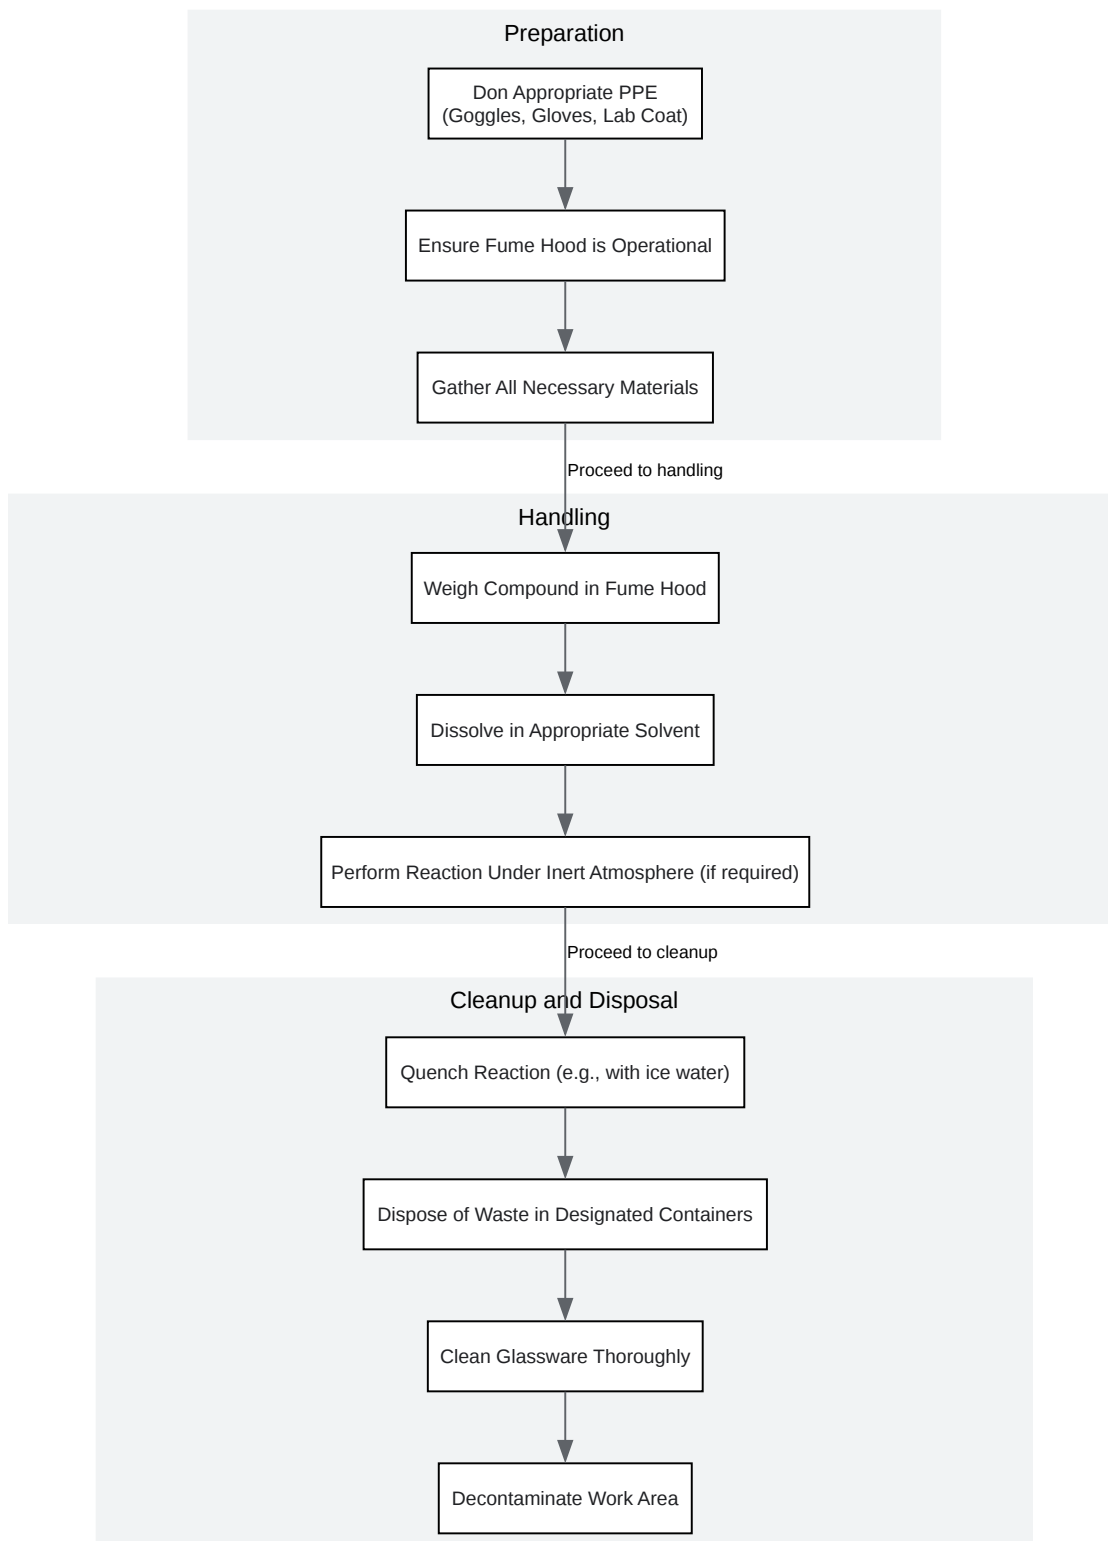 Preparation
Don Appropriate PPE
(Goggles, Gloves, Lab Coat)
Ensure Fume Hood is Operational
Gather All Necessary Materials
Proceed to handling
Handling
Weigh Compound in Fume Hood
Dissolve in Appropriate Solvent
Perform Reaction Under Inert Atmosphere (if required)
Proceed to cleanup
Cleanup and Disposal
Quench Reaction (e.g., with ice water)
Dispose of Waste in Designated Containers
Clean Glassware Thoroughly
Decontaminate Work Area